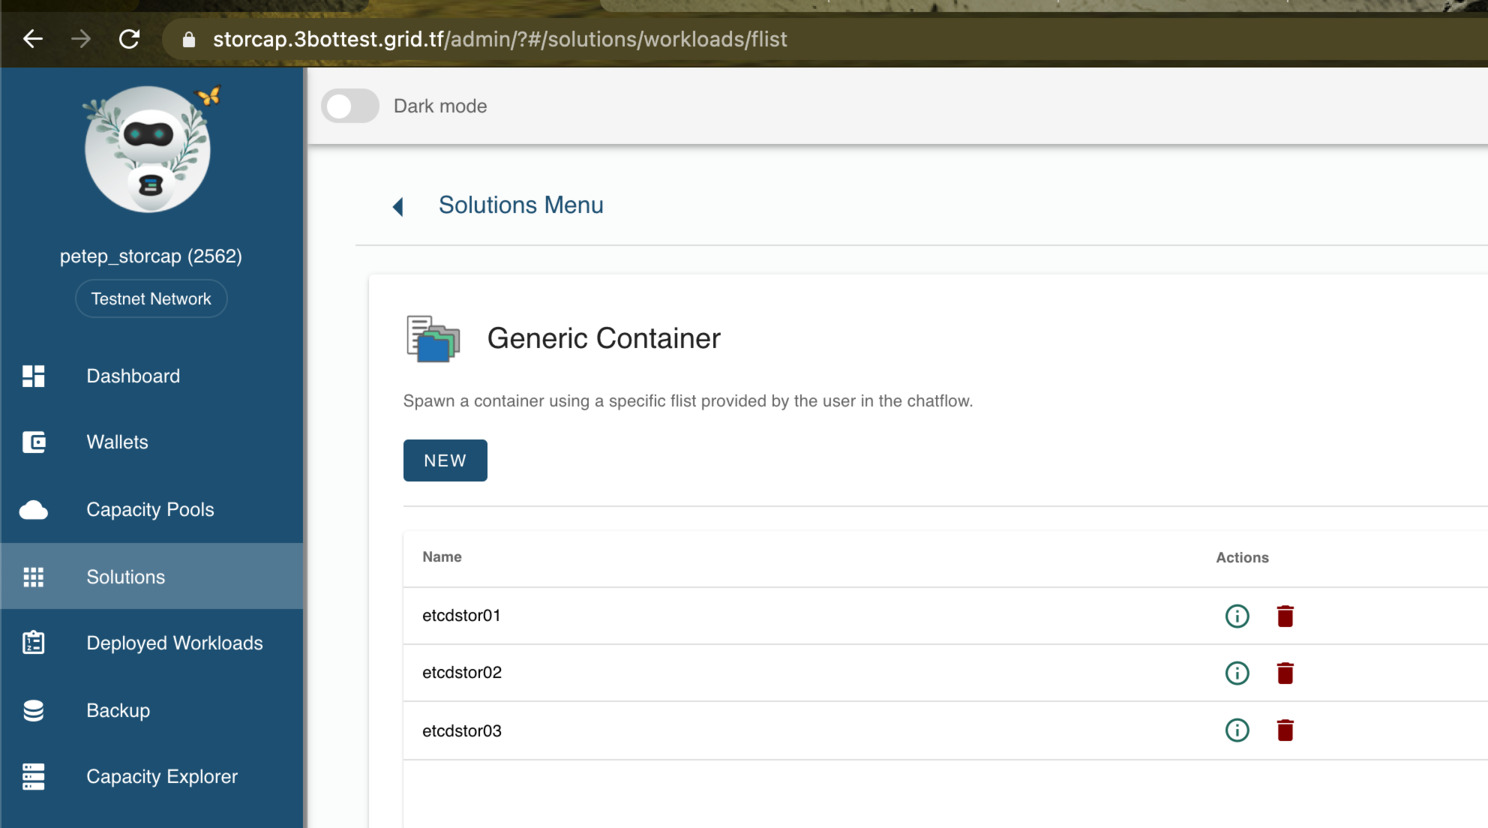 storcap.3bottest.grid.tf/admin/?#/solutions/workloads/flist
Dark mode
Solutions Menu
petep_storcap (2562)
Testnet Network
Dashboard
Wallets
Capacity Pools
Solutions
Deployed Workloads
Backup
Capacity Explorer
Generic Container
Spawn a container using a specific flist provided by the user in the chatflow.
NEW
Name Actions
etcdstor01
etcdstor02
etcdstor03